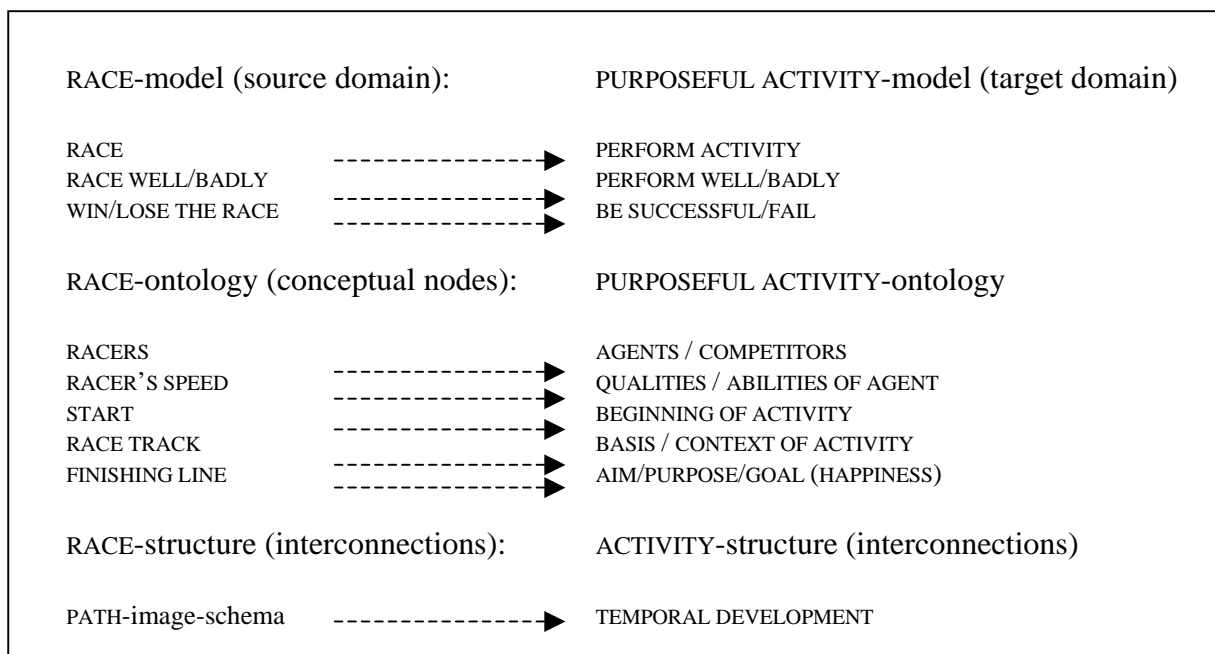 RACE-model (source domain): PURPOSEFUL ACTIVITY-model (target domain)
RACE PERFORM ACTIVITY
RACE WELL/BADLY PERFORM WELL/BADLY
WIN/LOSE THE RACE BE SUCCESSFUL/FAIL
RACE-ontology (conceptual nodes): PURPOSEFUL ACTIVITY-ontology
RACERS AGENTS / COMPETITORS
RACER’S SPEED QUALITIES / ABILITIES OF AGENT
START BEGINNING OF ACTIVITY
RACE TRACK BASIS / CONTEXT OF ACTIVITY
FINISHING LINE AIM/PURPOSE/GOAL (HAPPINESS)
RACE-structure (interconnections): ACTIVITY-structure (interconnections)
PATH-image-schema TEMPORAL DEVELOPMENT